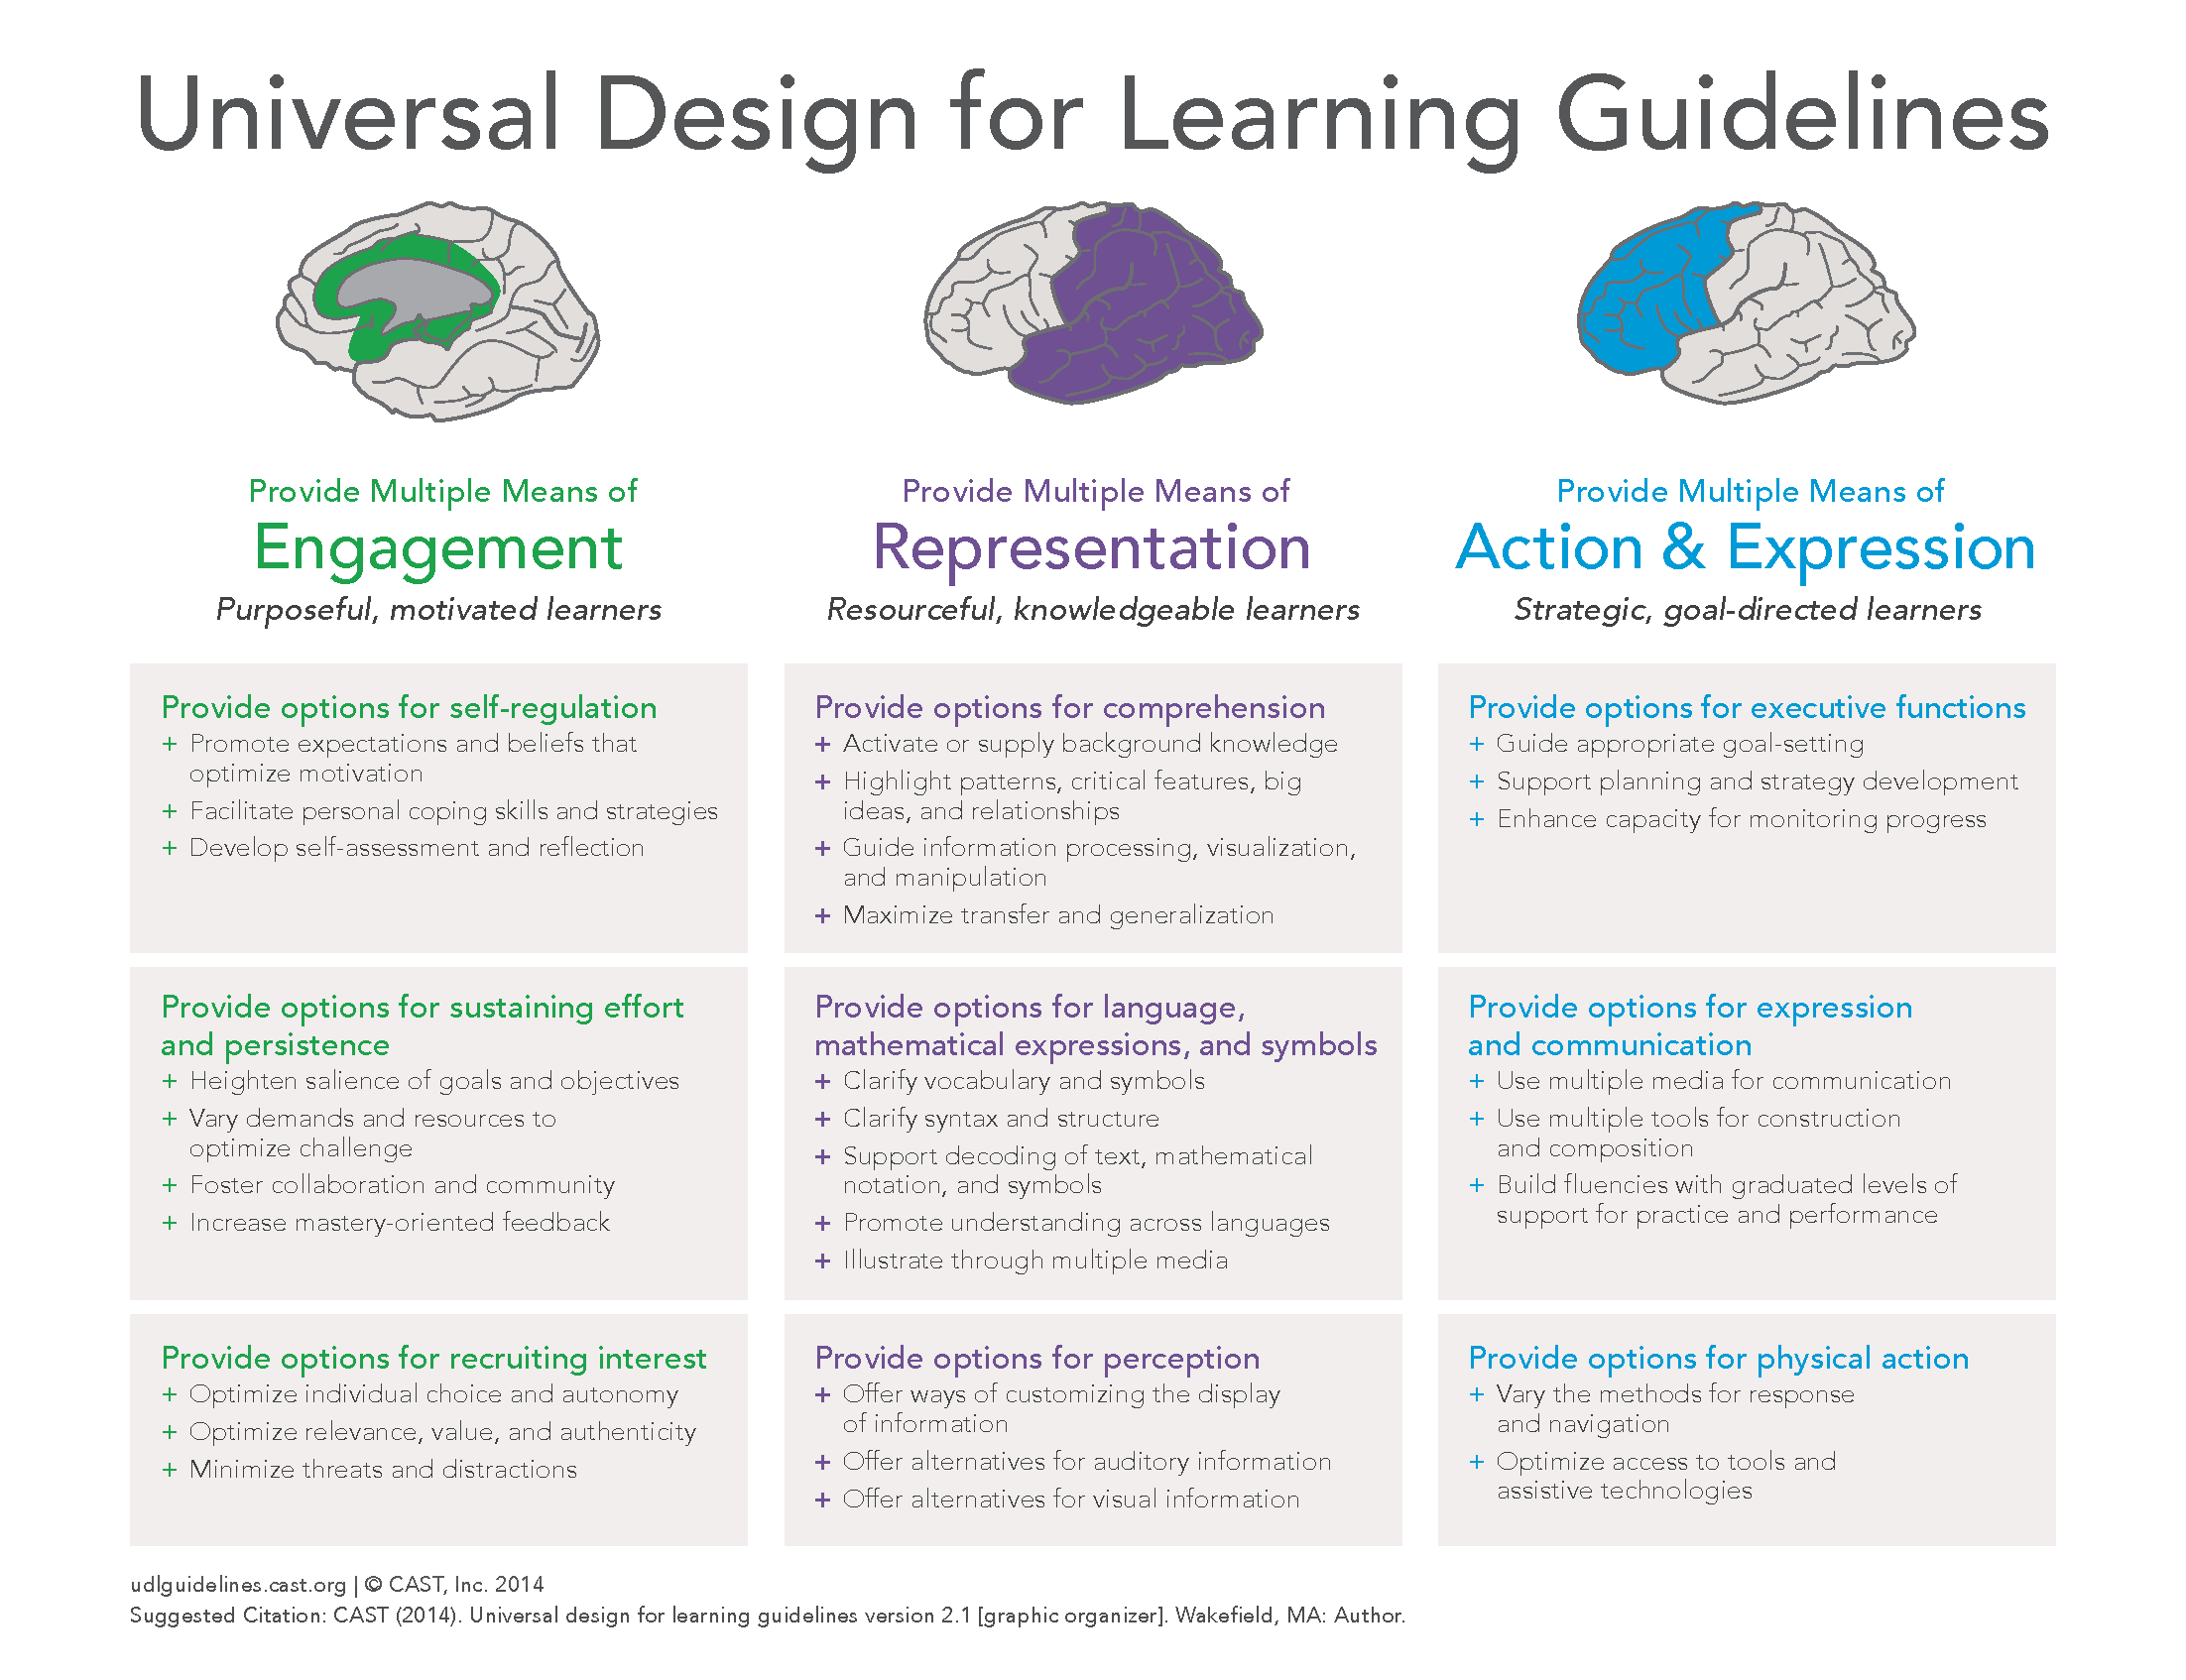 Universal Design for Learning Guidelines
Provide Multiple Means of
Engagement
Purposeful, motivated learners
Provide options for self-regulation
+ Promote expectations and beliefs that
optimize motivation
+ Facilitate personal coping skills and strategies
+ Develop self-assessment and reflection
Provide options for sustaining effort
and persistence
+ Heighten salience of goals and objectives
+ Vary demands and resources to
optimize challenge
+ Foster collaboration and community
+ Increase mastery-oriented feedback
Provide options for recruiting interest
+ Optimize individual choice and autonomy
+ Optimize relevance, value, and authenticity
+ Minimize threats and distractions
Provide Multiple Means of
Representation
Resourceful, knowledgeable learners
Provide options for comprehension
+ Activate or supply background knowledge
+ Highlight patterns, critical features, big
ideas, and relationships
+ Guide information processing, visualization,
and manipulation
+ Maximize transfer and generalization
Provide options for language,
mathematical expressions, and symbols
+ Clarify vocabulary and symbols
+ Clarify syntax and structure
+ Support decoding of text, mathematical
notation, and symbols
+ Promote understanding across languages
+ Illustrate through multiple media
Provide options for perception
+ Offer ways of customizing the display
of information
+ Offer alternatives for auditory information
+ Offer alternatives for visual information
Provide Multiple Means of
Action & Expression
Strategic, goal-directed learners
Provide options for executive functions
+ Guide appropriate goal-setting
+ Support planning and strategy development
+ Enhance capacity for monitoring progress
Provide options for expression
and communication
+ Use multiple media for communication
+ Use multiple tools for construction
and composition
+ Build fluencies with graduated levels of
support for practice and performance
Provide options for physical action
+ Vary the methods for response
and navigation
+ Optimize access to tools and
assistive technologies
udlguidelines.cast.org | © CAST, Inc. 2014
Suggested Citation: CAST (2014). Universal design for learning guidelines version 2.1 [graphic organizer]. Wakefield, MA: Author.